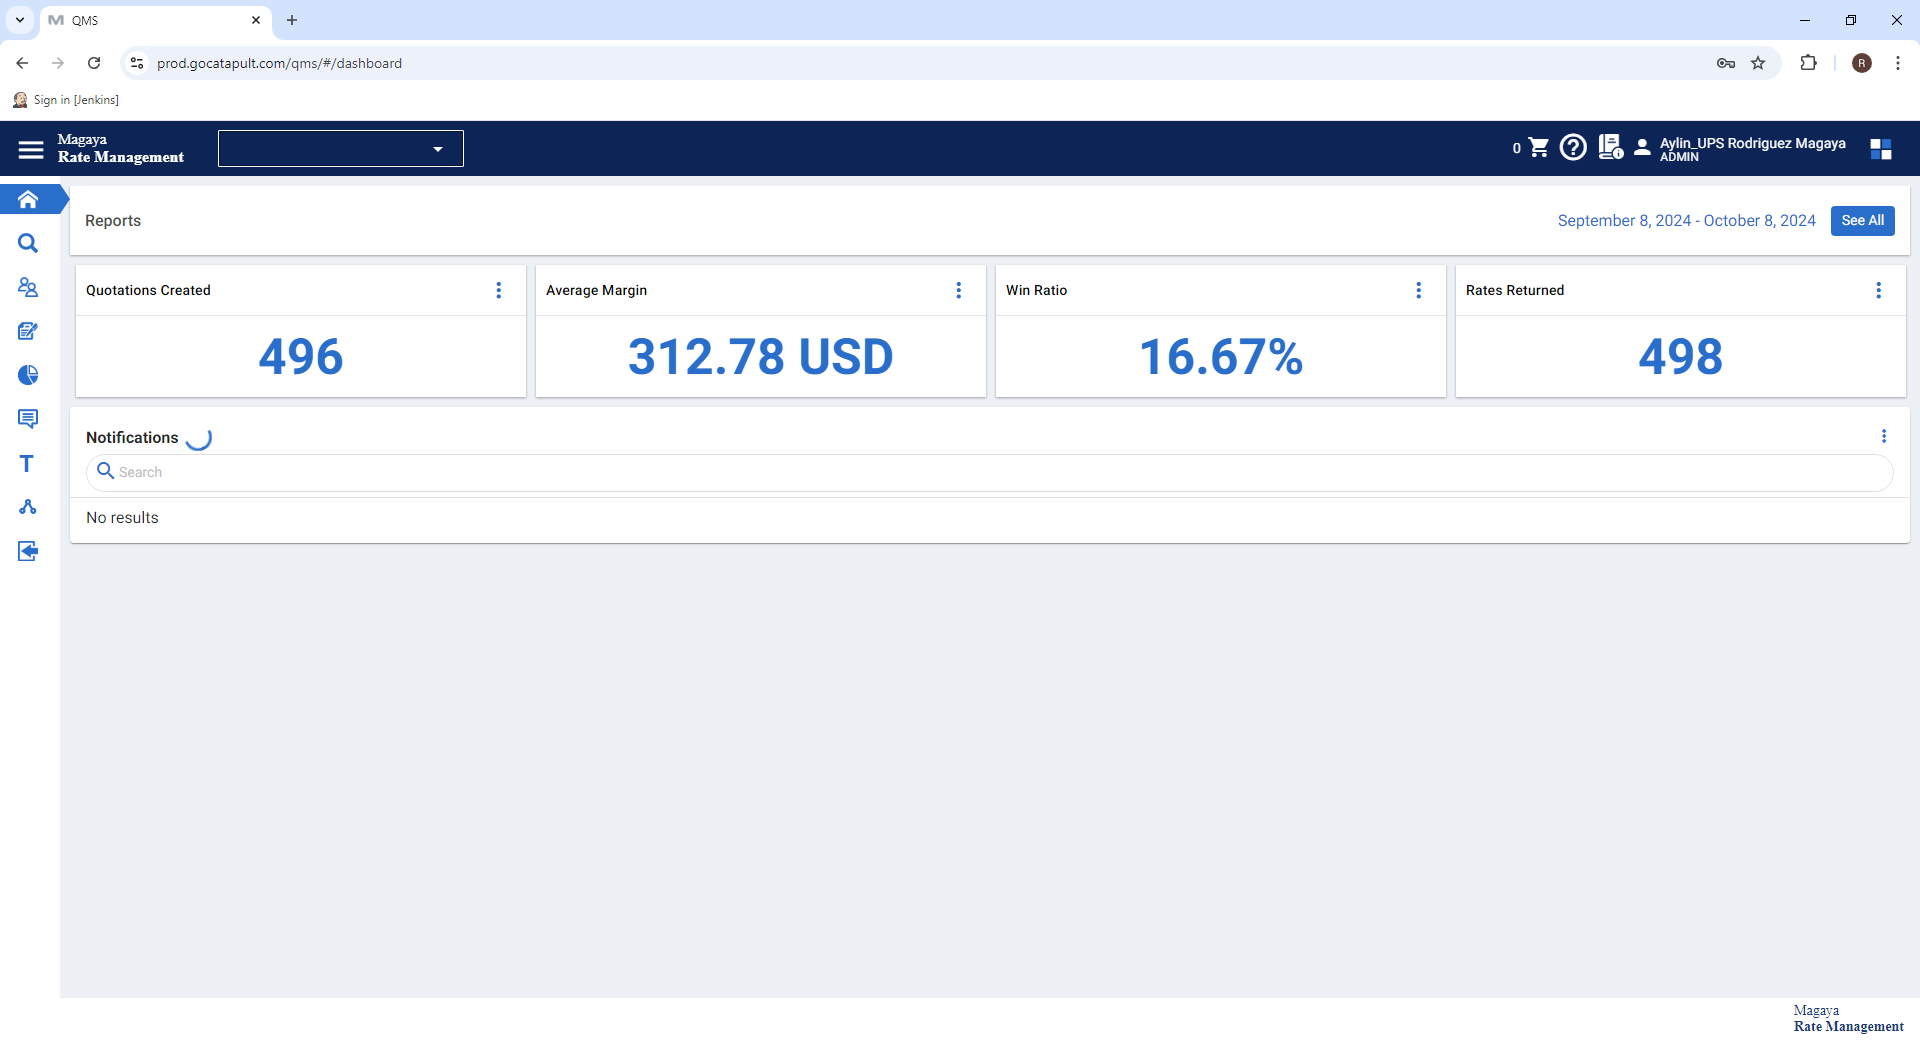 QMS
prod.gocatapult.com/qms/#/dashboard
R
Sign in [Jenkins]
Magaya
Rate Management
0
Aylin_UPS Rodriguez Magaya
ADMIN
Reports
September 8, 2024 - October 8, 2024
See All
Quotations Created
496
Average Margin
312.78 USD
Win Ratio
16.67%
Rates Returned
498
Notifications
Search
No results
Magaya
Rate Management